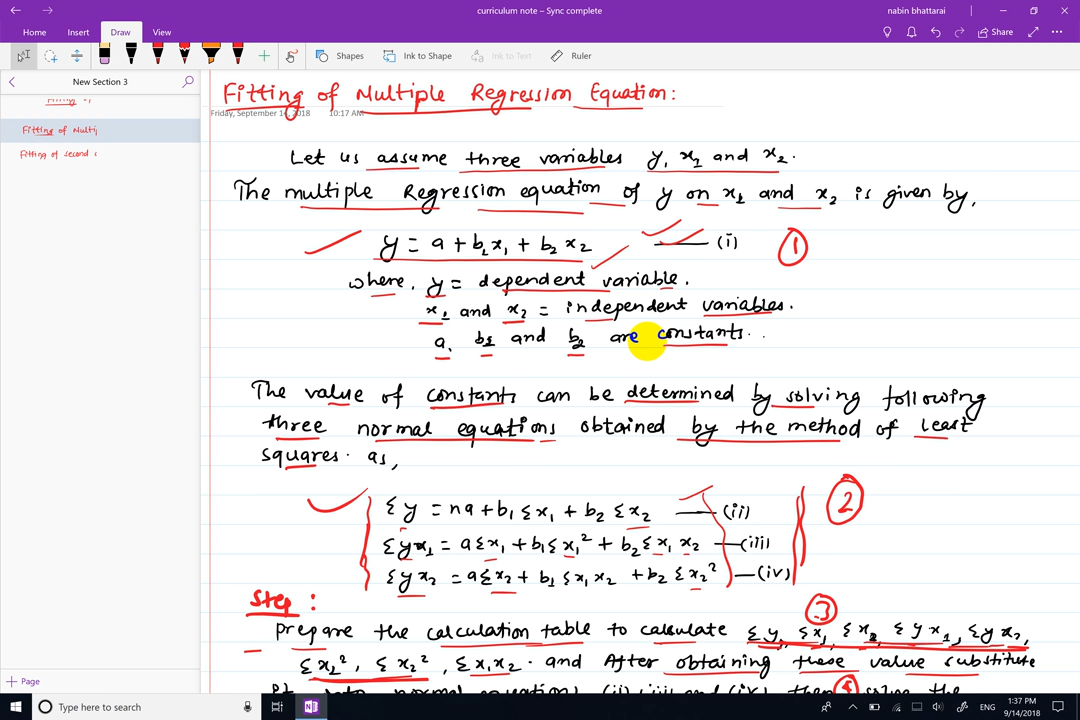 curriculum note – Sync complete
nabin bhattarai
Home Insert Draw View
Share
Shapes Ink to Shape Ink to Text Ruler
New Section 3
Fitting of Multiple Regression Equation:
Friday, September 14, 2018 10:17 AM
Fitting of Multip
Fitting of second o
Let us assume three variables y, x1 and x2.
The multiple Regression equation of y on x1 and x2 is given by,
y = a + b1x1 + b2x2 —— (i) 1
where, y = dependent variable.
x1 and x2 = independent variables.
a, b1 and b2 are constants.
The value of constants can be determined by solving following
three normal equations obtained by the method of least
squares. as,
Σy = na + b1Σx1 + b2Σx2 —— (ii) 2
Σyx1 = aΣx1 + b1Σx1² + b2Σx1x2 —(iii)
Σyx2 = aΣx2 + b1Σx1x2 + b2Σx2² —(iv)
Step:
3
Prepare the calculation table to calculate Σy, Σx1, Σx2, Σyx1, Σyx2,
Σx2², Σx2², Σx1x2. and After obtaining these value substitute
4
+ Page
Type here to search
ENG
1:37 PM
9/14/2018